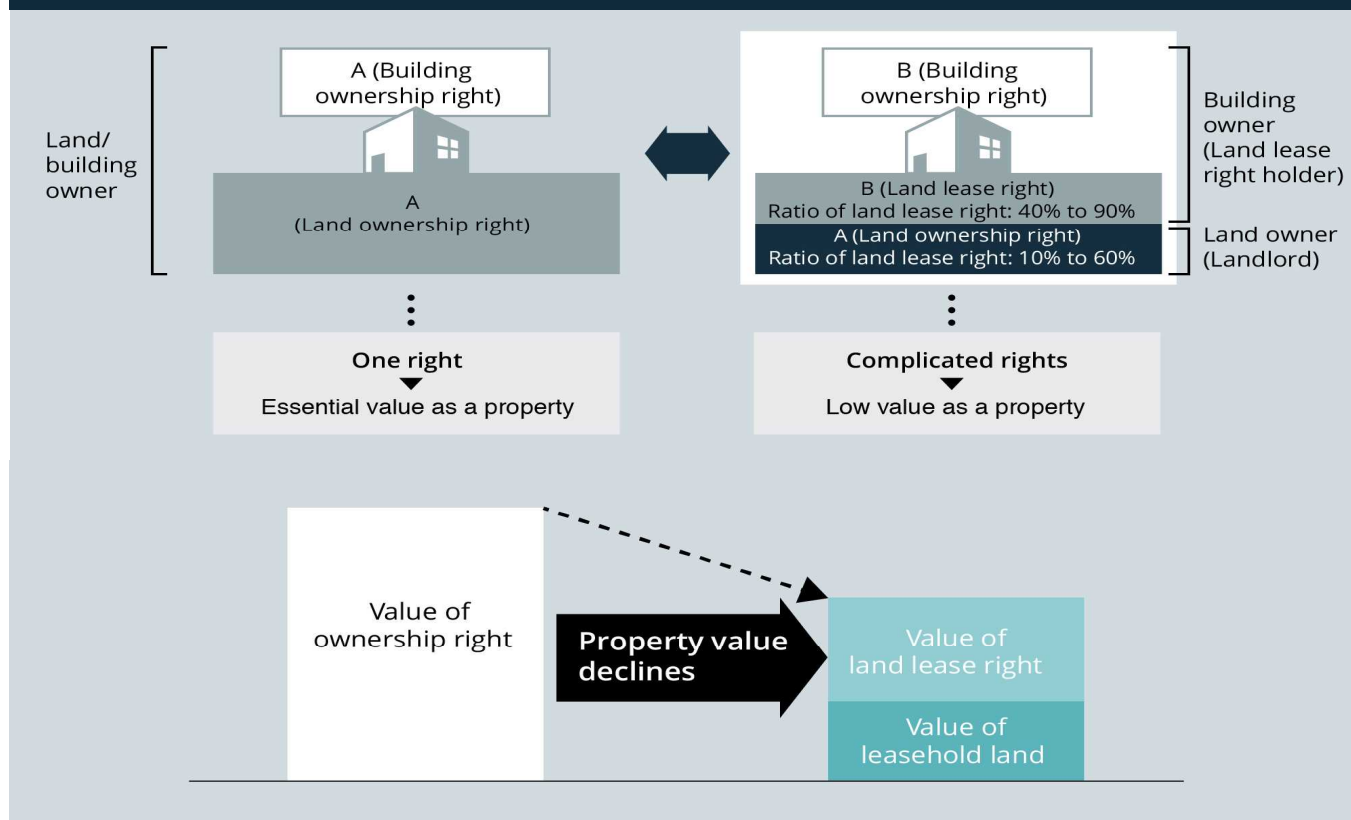 Land/
building
owner
A (Building
ownership right)
A
(Land ownership right)
B (Building
ownership right)
B (Land lease right)
Ratio of land lease right: 40% to 90%
A (Land ownership right)
Ratio of land lease right: 10% to 60%
Building
owner
(Land lease
right holder)
Land owner
(Landlord)
One right
Essential value as a property
Complicated rights
Low value as a property
Value of
ownership right
Property value
declines
Value of
land lease right
Value of
leasehold land